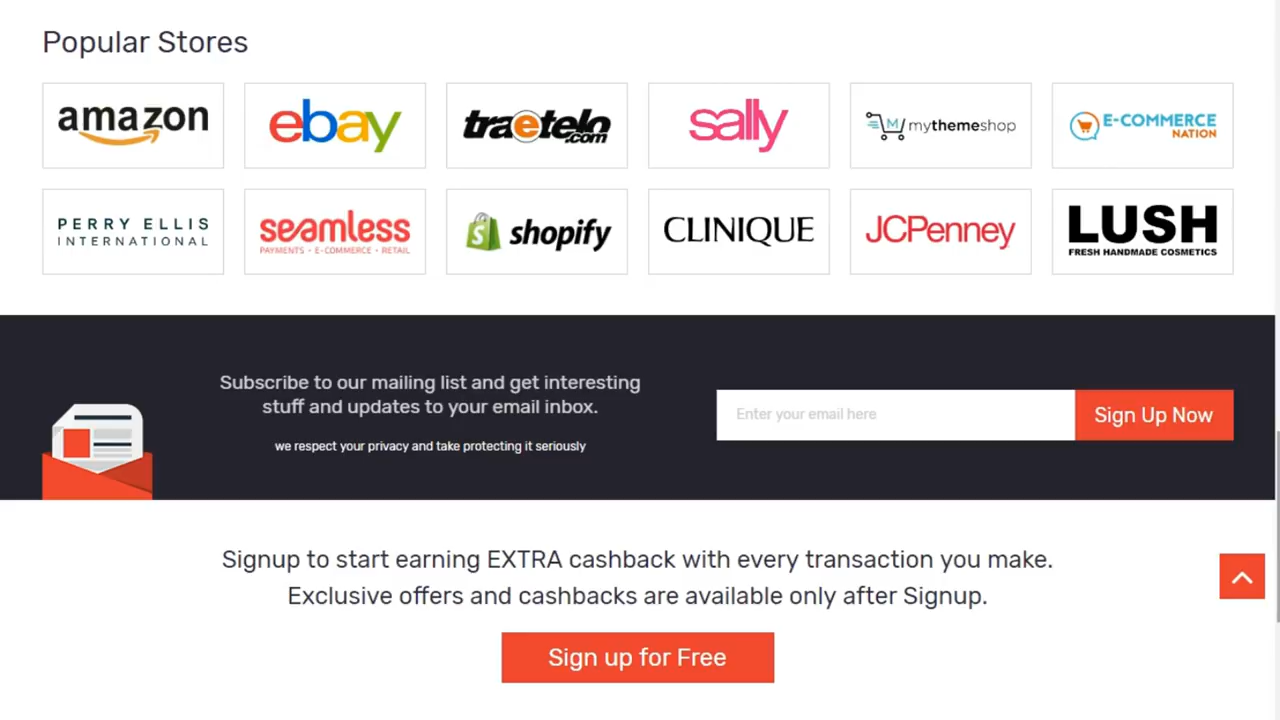 Popular Stores
amazon
ebay
traetelo
.com
sally
M mythemeshop
E-COMMERCE
NATION
PERRY ELLIS
INTERNATIONAL
seamless
PAYMENTS • E-COMMERCE • RETAIL
S shopify
CLINIQUE
JCPenney
LUSH
FRESH HANDMADE COSMETICS
Subscribe to our mailing list and get interesting
stuff and updates to your email inbox.
we respect your privacy and take protecting it seriously
Enter your email here
Sign Up Now
Signup to start earning EXTRA cashback with every transaction you make.
Exclusive offers and cashbacks are available only after Signup.
Sign up for Free